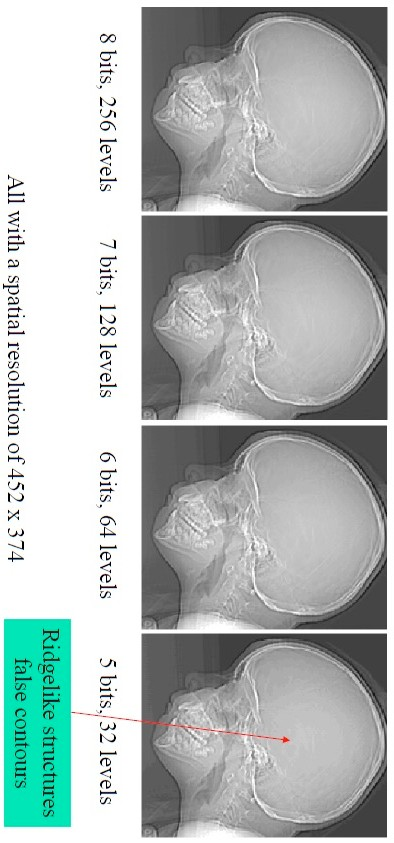 8 bits, 256 levels
7 bits, 128 levels
6 bits, 64 levels
5 bits, 32 levels
All with a spatial resolution of 452 x 374
Ridgelike structures
false contours